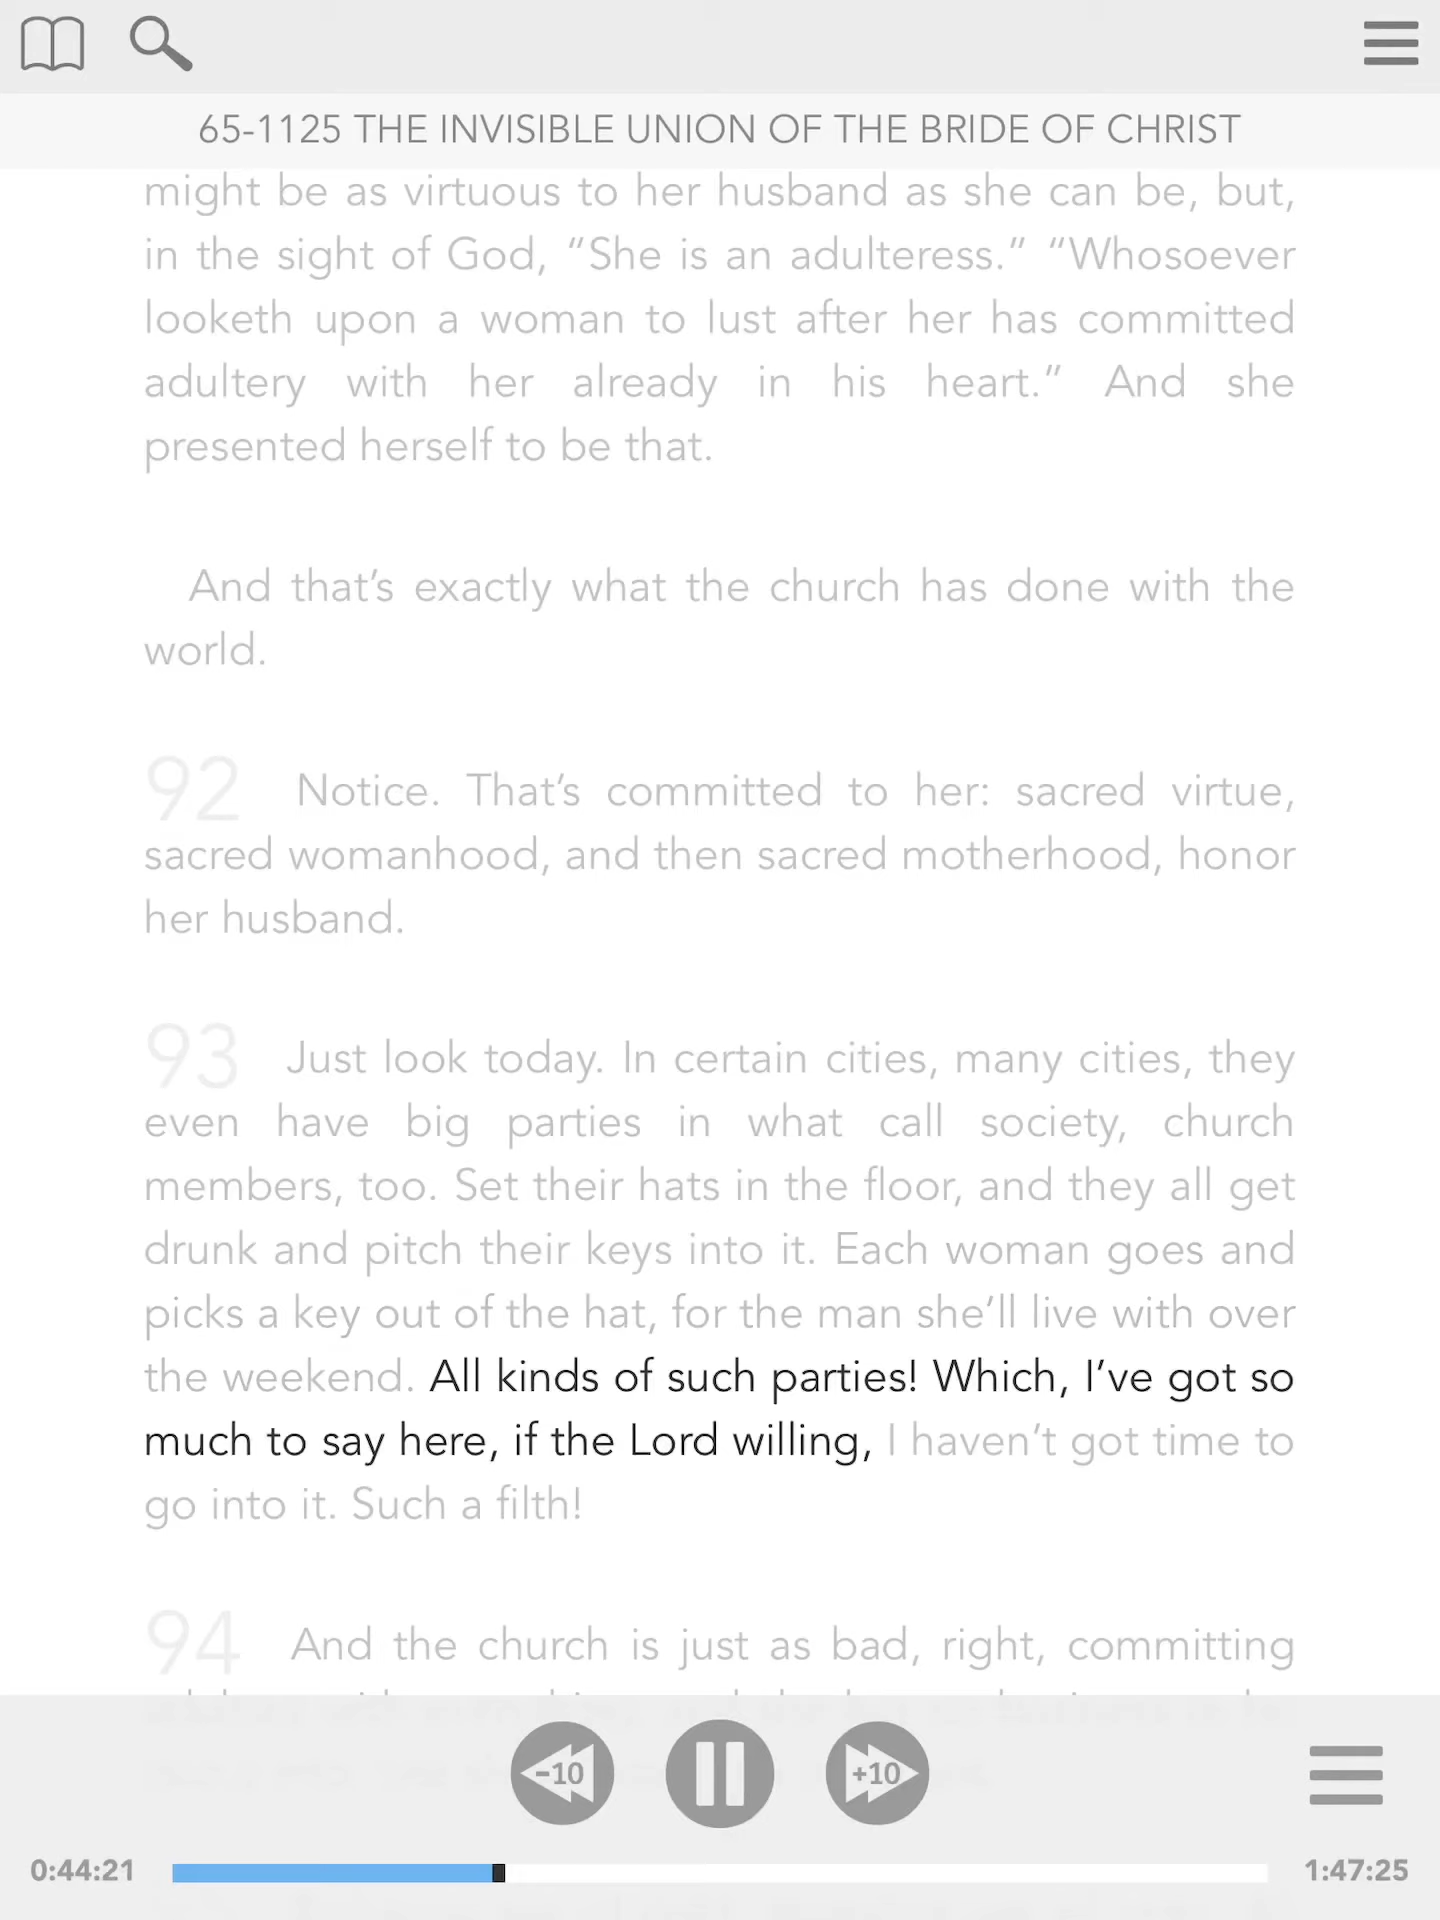 65-1125 THE INVISIBLE UNION OF THE BRIDE OF CHRIST
might be as virtuous to her husband as she can be, but,
in the sight of God, “She is an adulteress.” “Whosoever
looketh upon a woman to lust after her has committed
adultery with her already in his heart.” And she
presented herself to be that.
And that’s exactly what the church has done with the
world.
92 Notice. That’s committed to her: sacred virtue,
sacred womanhood, and then sacred motherhood, honor
her husband.
93 Just look today. In certain cities, many cities, they
even have big parties in what call society, church
members, too. Set their hats in the floor, and they all get
drunk and pitch their keys into it. Each woman goes and
picks a key out of the hat, for the man she’ll live with over
the weekend. All kinds of such parties! Which, I’ve got so
much to say here, if the Lord willing, I haven’t got time to
go into it. Such a filth!
94 And the church is just as bad, right, committing
-10 +10
0:44:21 1:47:25